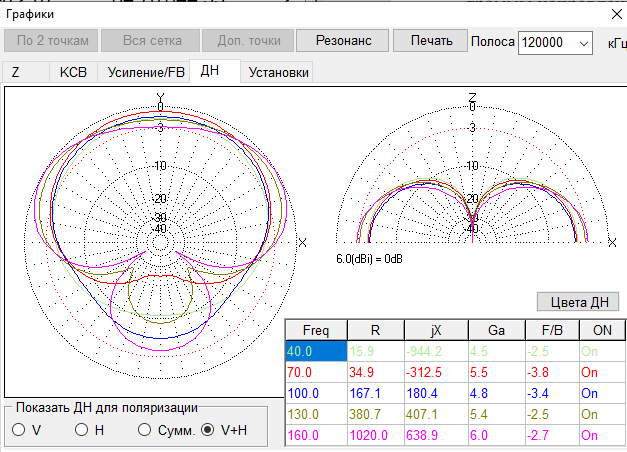 Графики
По 2 точкам Вся сетка Доп. точки Резонанс Печать Полоса 120000 кГц
Z КСВ Усиление/FB ДН Установки
Y Z
0 0
-3 -3
-10 -10
-20 -20
-30 -30
-40 X -40 X
6.0(dBi) = 0dB
Цвета ДН
Freq R jX Ga F/B ON
40.0 15.9 -944.2 4.5 -2.5 On
70.0 34.9 -312.5 5.5 -3.8 On
100.0 167.1 180.4 4.8 -3.4 On
130.0 380.7 407.1 5.4 -2.5 On
160.0 1020.0 638.9 6.0 -2.7 On
Показать ДН для поляризации
V H Сумм. V+H